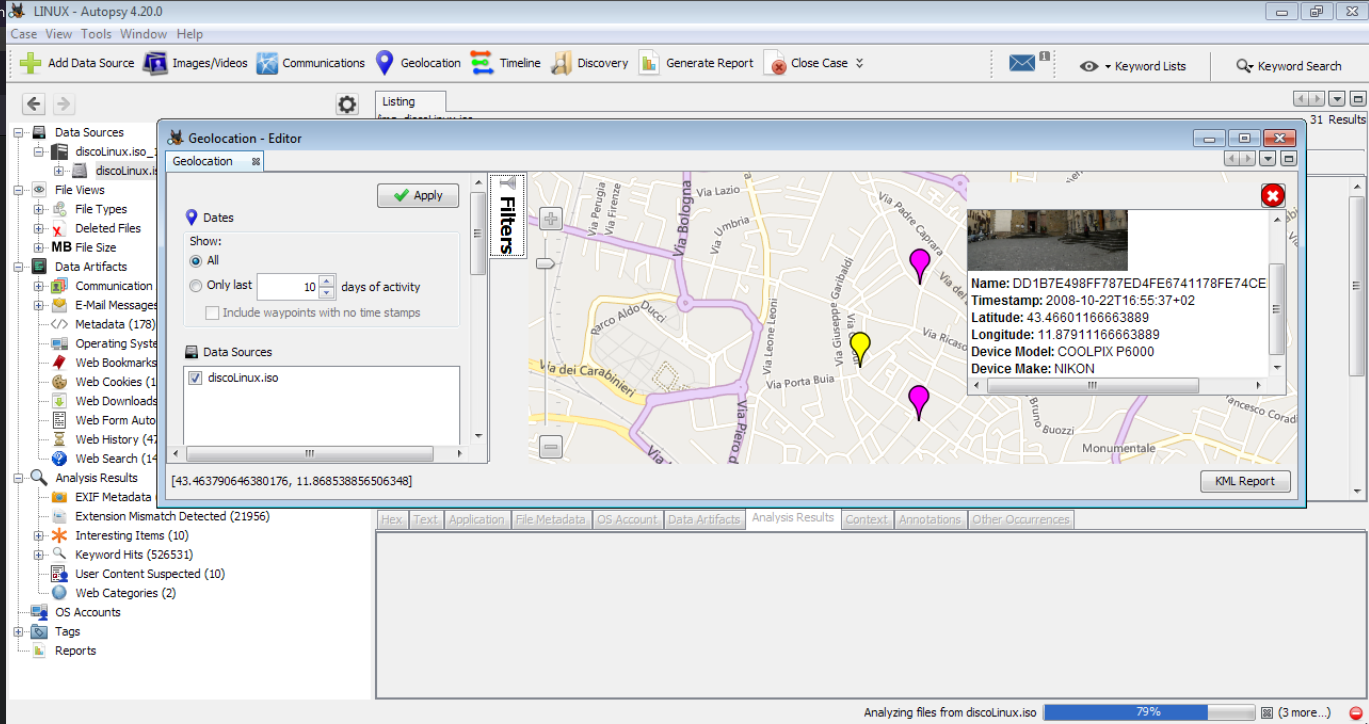 LINUX - Autopsy 4.20.0
Case View Tools Window Help
Add Data Source Images/Videos Communications Geolocation Timeline Discovery Generate Report Close Case 1 Keyword Lists Keyword Search
Listing
31 Results
Data Sources
discoLinux.iso_1
discoLinux.is
File Views
File Types
Deleted Files
MB File Size
Data Artifacts
Communication
E-Mail Messages
Metadata (178)
Operating Syste
Web Bookmarks
Web Cookies (1
Web Downloads
Web Form Auto
Web History (47
Web Search (14
Analysis Results
EXIF Metadata (
Extension Mismatch Detected (21956)
Interesting Items (10)
Keyword Hits (526531)
User Content Suspected (10)
Web Categories (2)
OS Accounts
Tags
Reports
Geolocation - Editor
Geolocation
Apply
Dates
Show:
All
Only last 10 days of activity
Include waypoints with no time stamps
Data Sources
discoLinux.iso
Filters
Via Perugia
Via Firenze
Via Bologna
Via Lazio
Via Umbria
Via Padre Caprara
Via Giuseppe Garibaldi
Via Leone Leoni
Parco Aldo Ducci
Via dei Carabinieri
Via Porta Buia
Via Ricaso
Via de
Via Piero d
Bruno Buozzi
Francesco Coradi
Monumentale
Name: DD1B7E498FF787ED4FE6741178FE74CE
Timestamp: 2008-10-22T16:55:37+02
Latitude: 43.46601166663889
Longitude: 11.87911166663889
Device Model: COOLPIX P6000
Device Make: NIKON
[43.463790646380176, 11.868538856506348]
KML Report
Hex Text Application File Metadata OS Account Data Artifacts Analysis Results Context Annotations Other Occurrences
Analyzing files from discoLinux.iso 79% (3 more...)